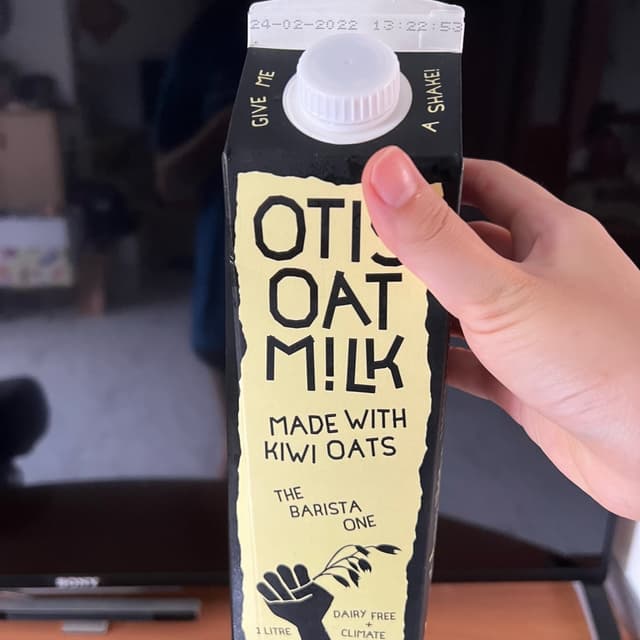 24-02-2022 13:22:53
GIVE ME
A SHAKE!
OTIS
OAT
M!LK
MADE WITH
KIWI OATS
THE
BARISTA
ONE
1 LITRE
DAIRY FREE
+
CLIMATE
SONY